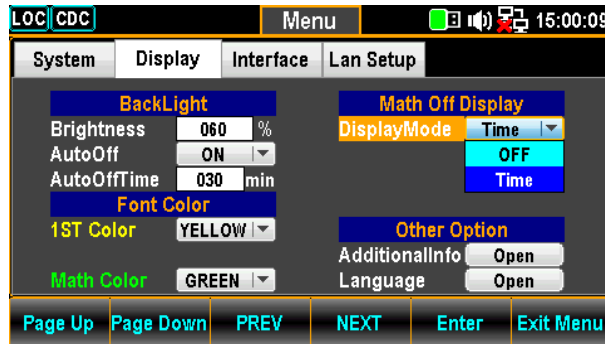 LOC CDC Menu 15:00:09
System Display Interface Lan Setup
BackLight
Brightness 060 %
AutoOff ON
AutoOffTime 030 min
Font Color
1ST Color YELLOW
Math Color GREEN
Math Off Display
DisplayMode Time
OFF
Time
Other Option
AdditionalInfo Open
Language Open
Page Up Page Down PREV NEXT Enter Exit Menu